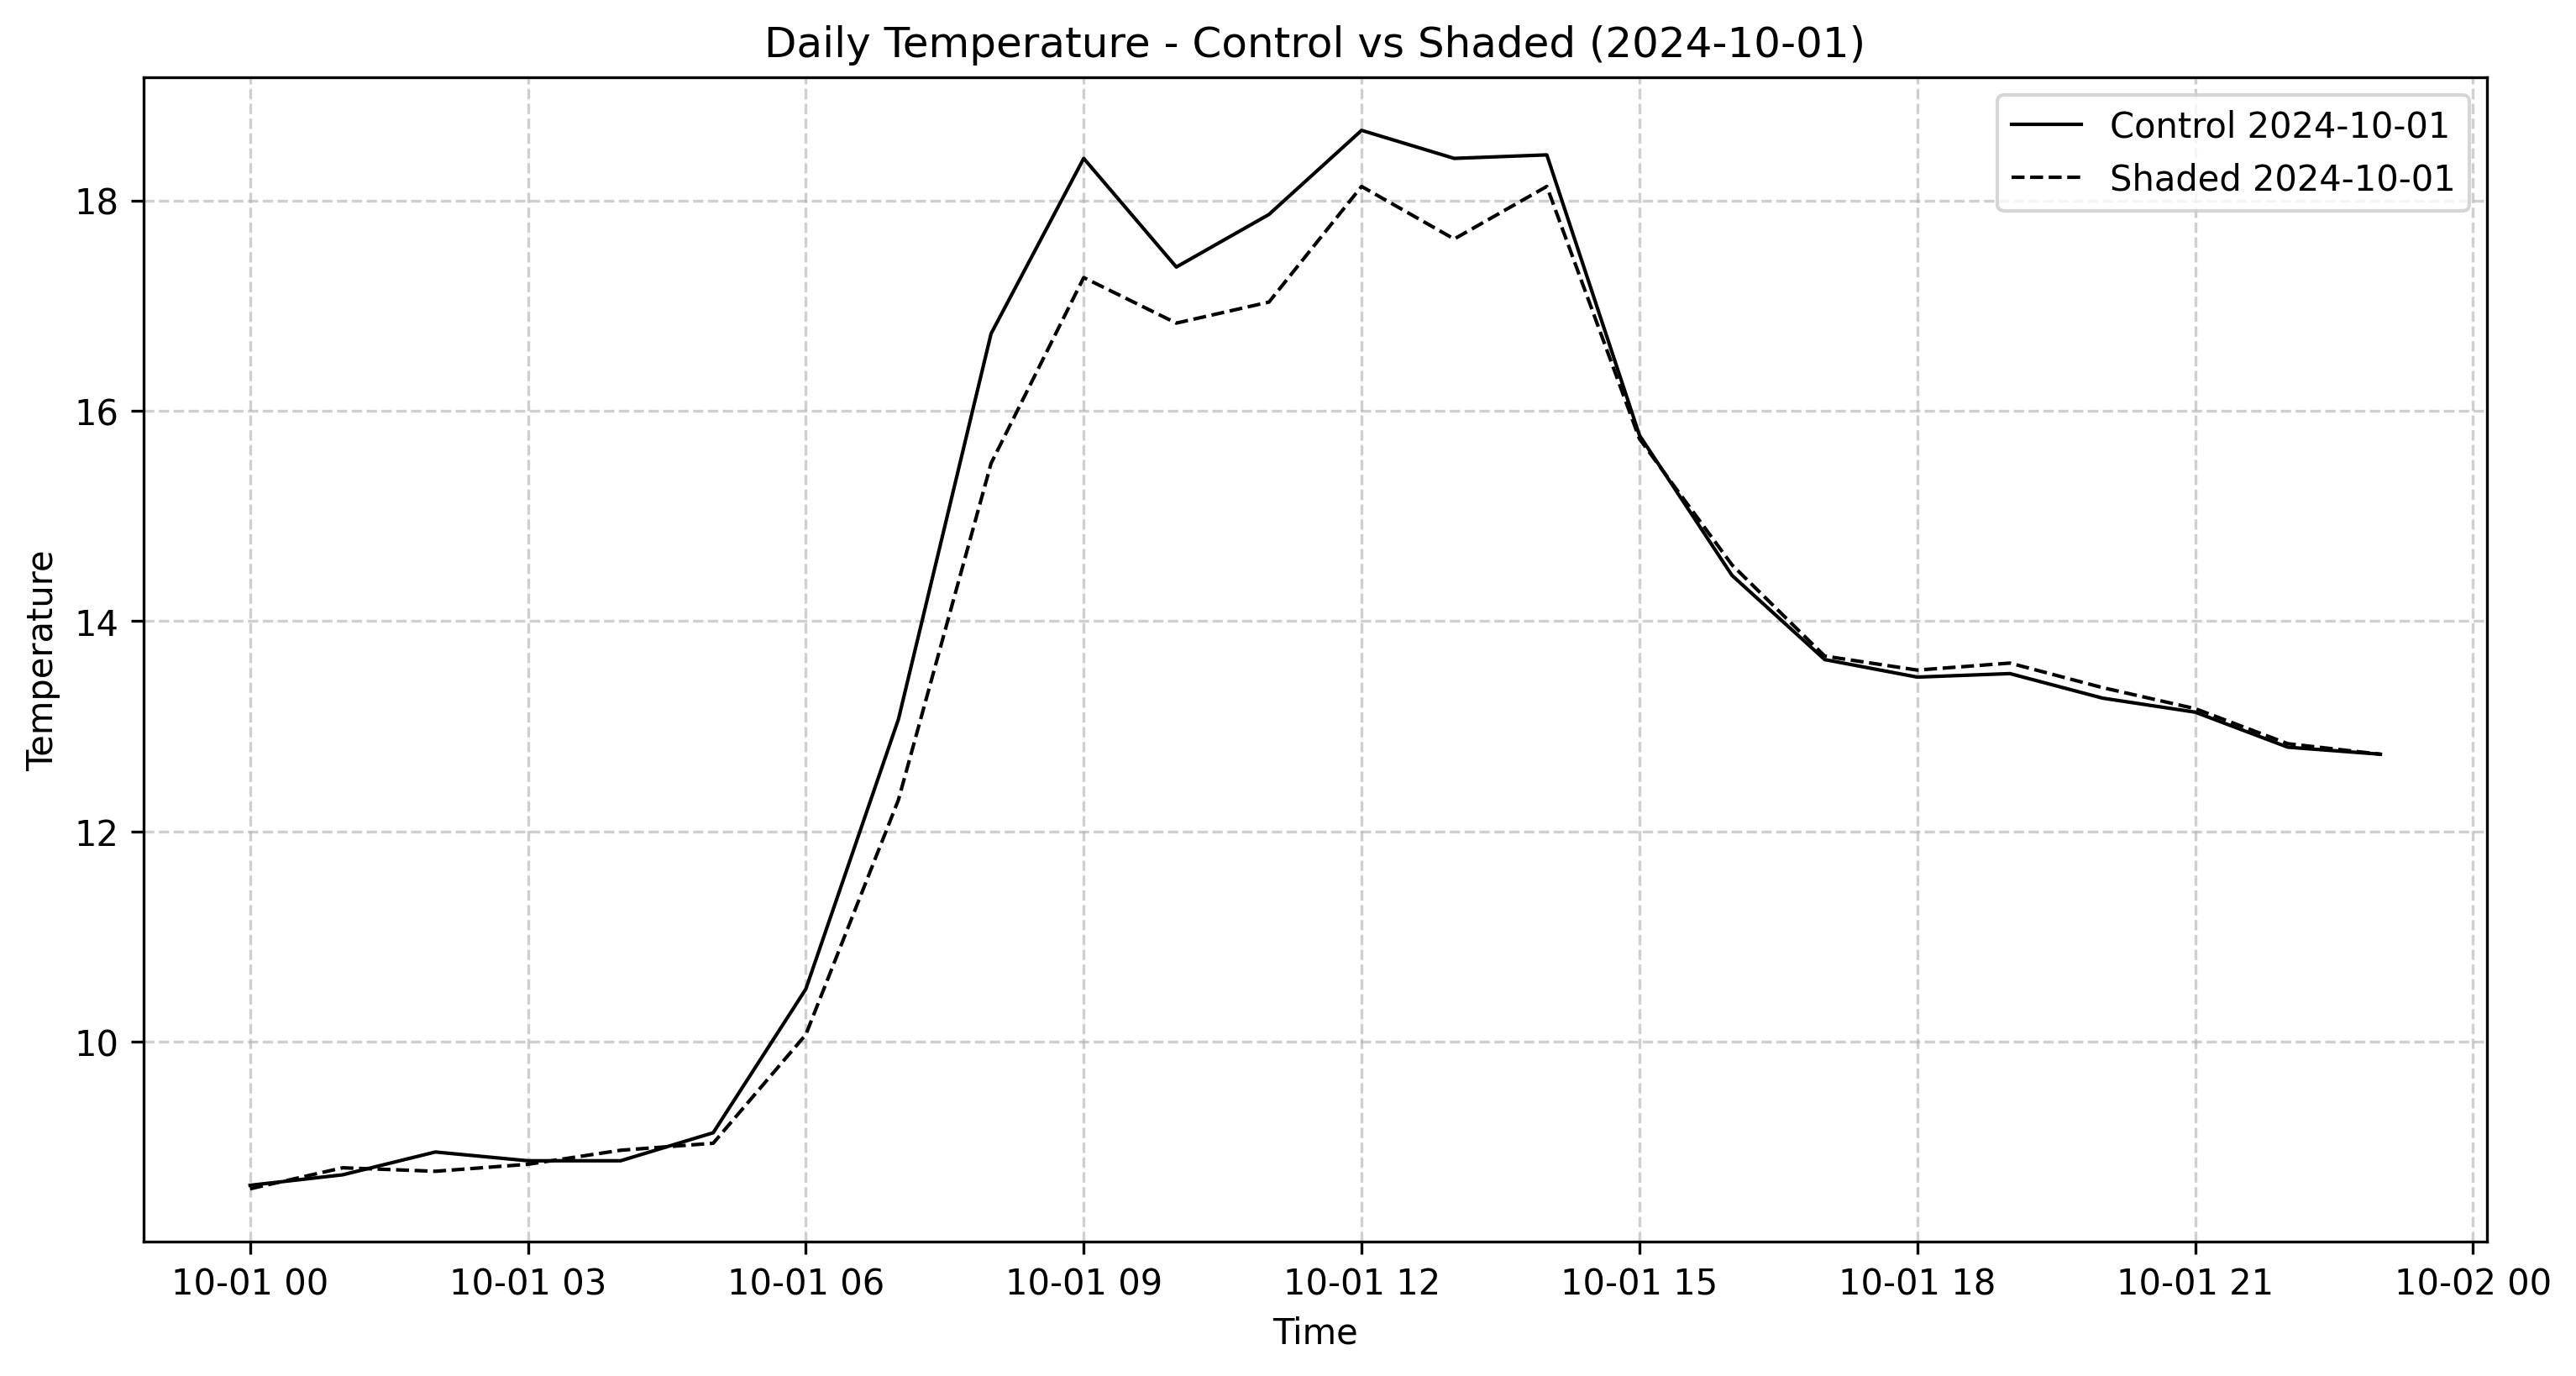 Daily Temperature - Control vs Shaded (2024-10-01)
Control 2024-10-01
Shaded 2024-10-01
Temperature
18
16
14
12
10
10-01 00 10-01 03 10-01 06 10-01 09 10-01 12 10-01 15 10-01 18 10-01 21 10-02 00
Time